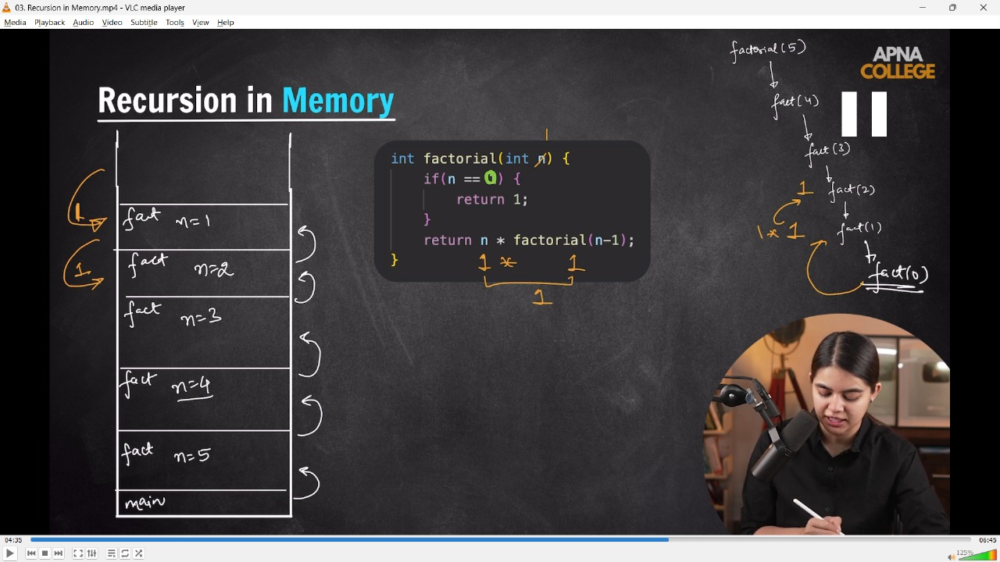 03. Recursion in Memory.mp4 - VLC media player
Media Playback Audio Video Subtitle Tools View Help
factorial(5)
APNA
COLLEGE
Recursion in Memory
fact(4)
fact(3)
fact(2)
fact(1)
fact(0)
1
1 * 1
1
int factorial(int n) {
if(n == 0) {
return 1;
}
return n * factorial(n-1);
}
1 * 1
1
1
fact n=1
1
fact n=2
fact n=3
fact n=4
fact n=5
main
04:35
06:45
125%